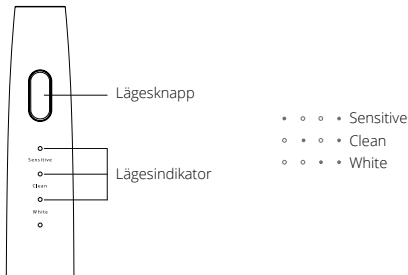 Lägesknapp
Sensitive
Clean
White
Lägesindikator
Sensitive
Clean
White